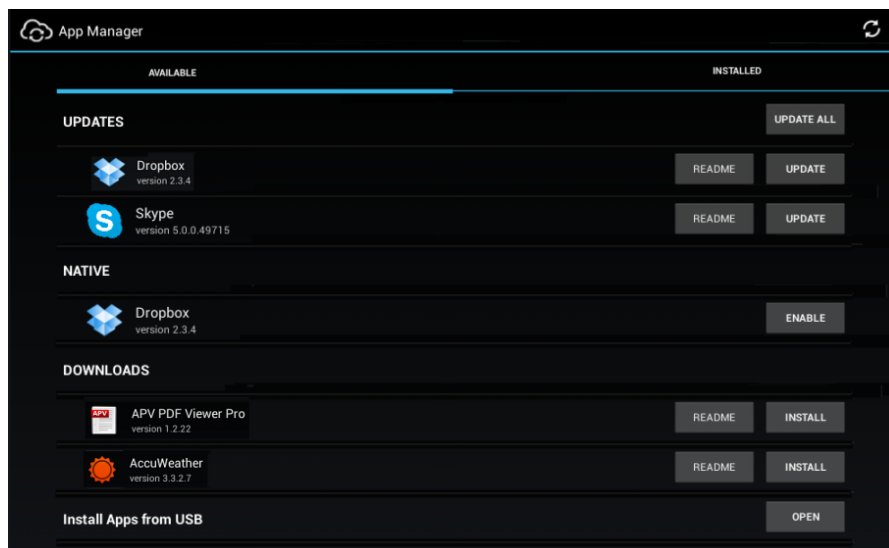 App Manager
AVAILABLE INSTALLED
UPDATES UPDATE ALL
Dropbox
version 2.3.4
README UPDATE
Skype
version 5.0.0.49715
README UPDATE
NATIVE
Dropbox
version 2.3.4
ENABLE
DOWNLOADS
APV
APV PDF Viewer Pro
version 1.2.22
README INSTALL
AccuWeather
version 3.3.2.7
README INSTALL
Install Apps from USB OPEN